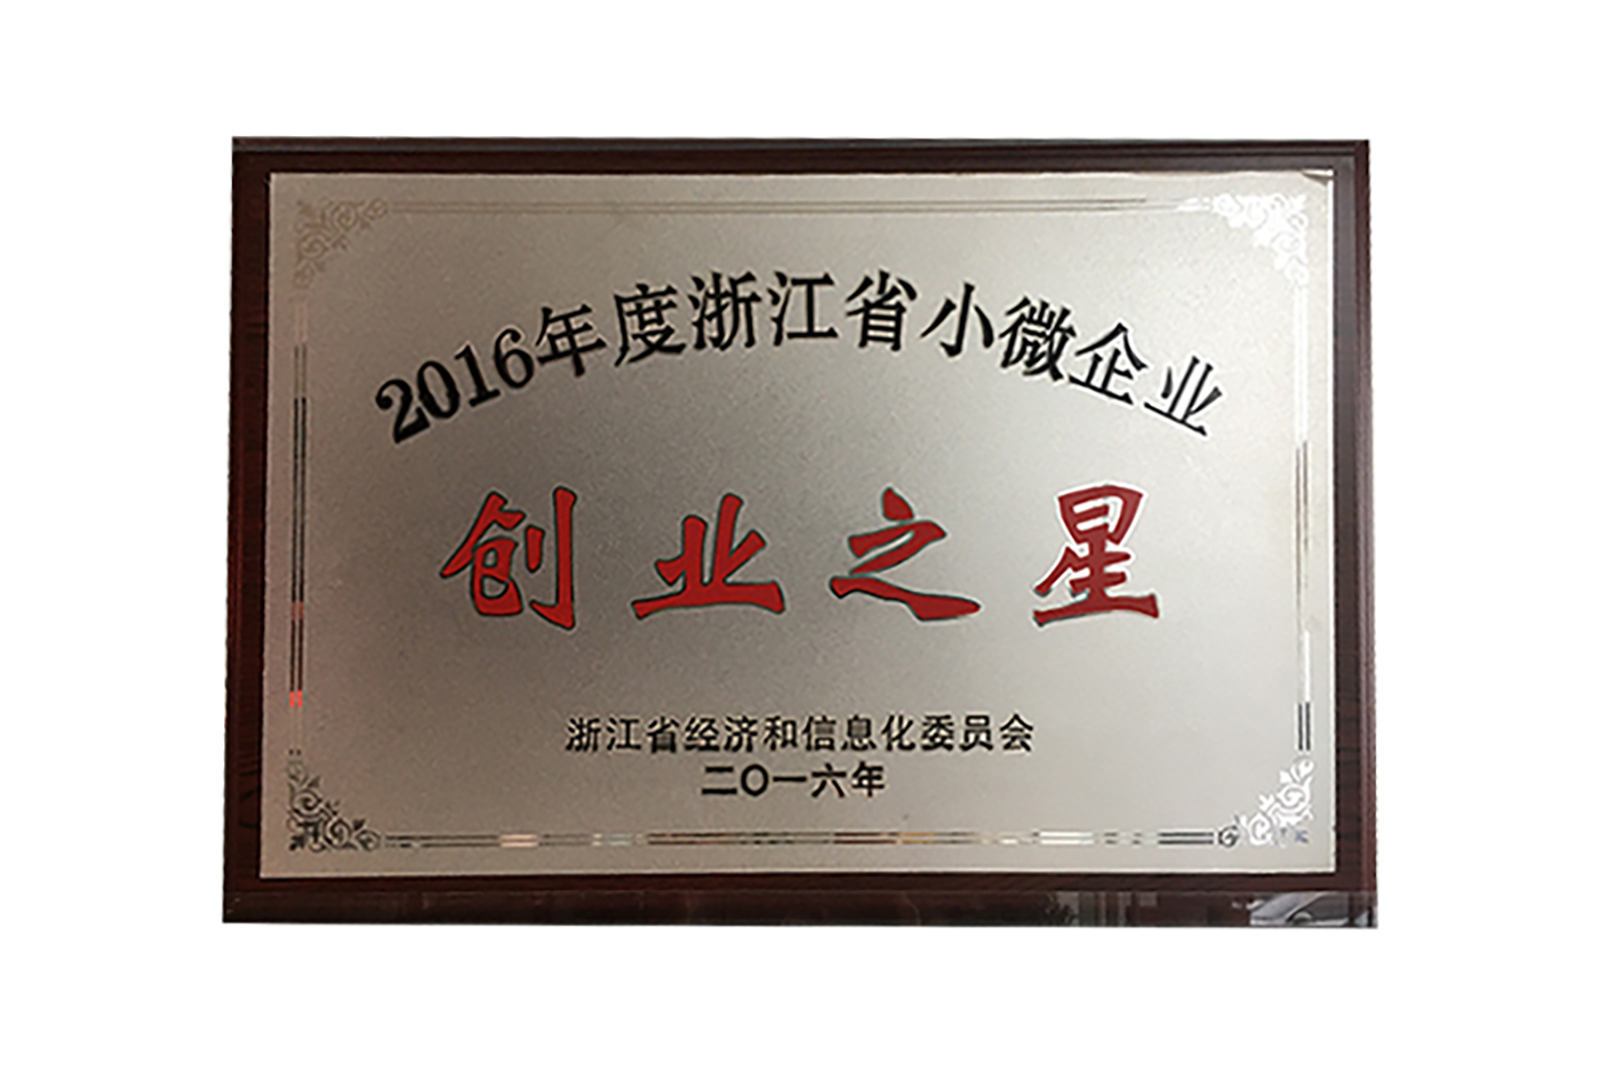 2016年度浙江省小微企业
创业之星
浙江省经济和信息化委员会
二〇一六年